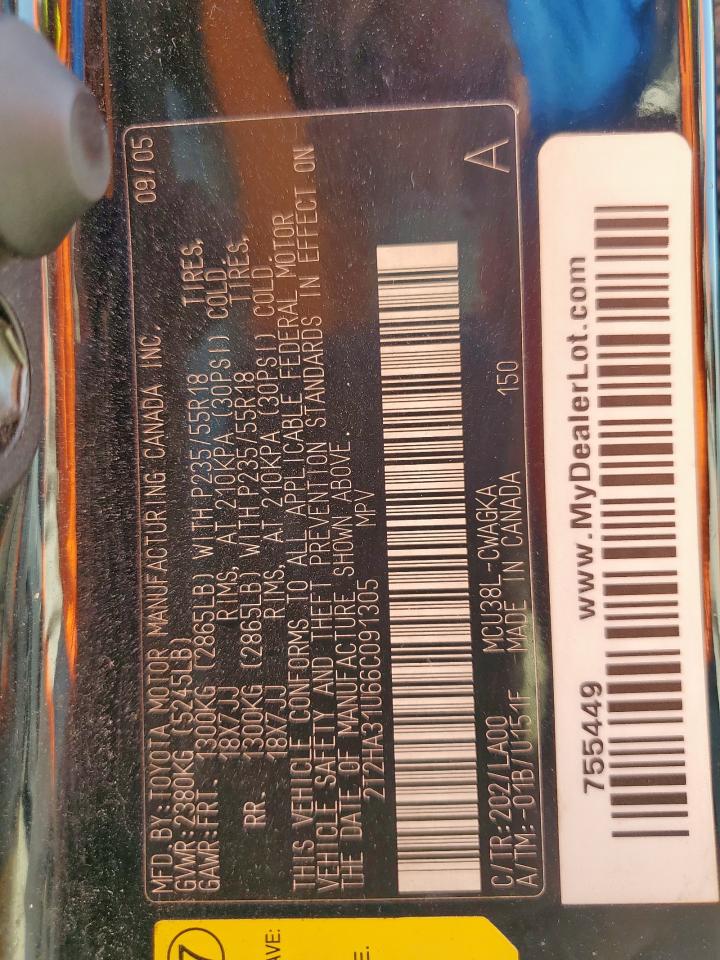 MFD.BY:TOYOTA MOTOR MANUFACTURING CANADA INC. 09/05
GVWR:2380KG (5245LB)
GAWR:FRT. 1300KG (2865LB) WITH P235/55R18 TIRES,
18X7JJ RIMS, AT 210KPA (30PSI) COLD.
RR. 1300KG (2865LB) WITH P235/55R18 TIRES,
18X7JJ RIMS, AT 210KPA (30PSI) COLD
THIS VEHICLE CONFORMS TO ALL APPLICABLE FEDERAL MOTOR
VEHICLE SAFETY AND THEFT PREVENTION STANDARDS IN EFFECT ON
THE DATE OF MANUFACTURE SHOWN ABOVE.
2T2HA31U66C091305 MPV
C/TR:202/LA00 MCU38L-CWAGKA 150 A
A/TM:-01B/U151F MADE IN CANADA
755449 www.MyDealerLot.com
7
AVE:
E.